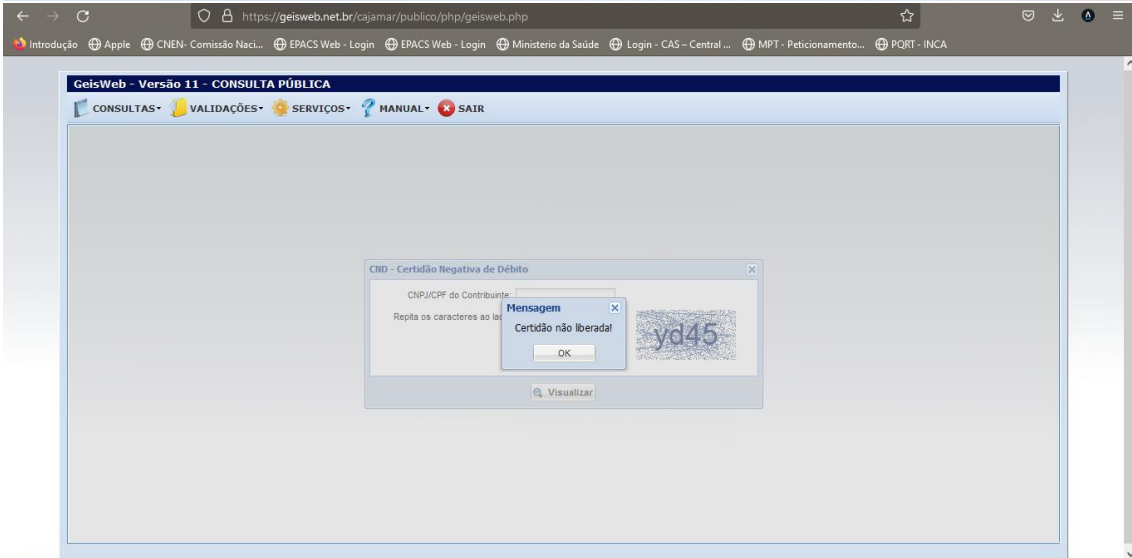 https://geisweb.net.br/cajamar/publico/php/geisweb.php
Introdução Apple CNEN- Comissão Naci... EPACS Web - Login EPACS Web - Login Ministerio da Saúde Login - CAS – Central ... MPT - Peticionamento... PQRT - INCA
GeisWeb - Versão 11 - CONSULTA PÚBLICA
CONSULTAS VALIDAÇÕES SERVIÇOS MANUAL SAIR
CND - Certidão Negativa de Débito
CNPJ/CPF do Contribuinte:
Mensagem
Repita os caracteres ao
Certidão não liberada!
yd45
OK
Visualizar